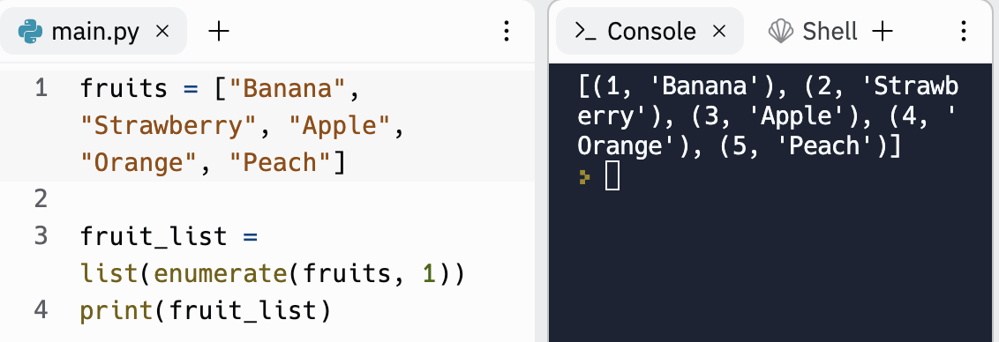 main.py × +
1 fruits = ["Banana",
"Strawberry", "Apple",
"Orange", "Peach"]
2
3 fruit_list =
list(enumerate(fruits, 1))
4 print(fruit_list)
>_ Console × Shell +
[(1, 'Banana'), (2, 'Strawb
erry'), (3, 'Apple'), (4, '
Orange'), (5, 'Peach')]
>